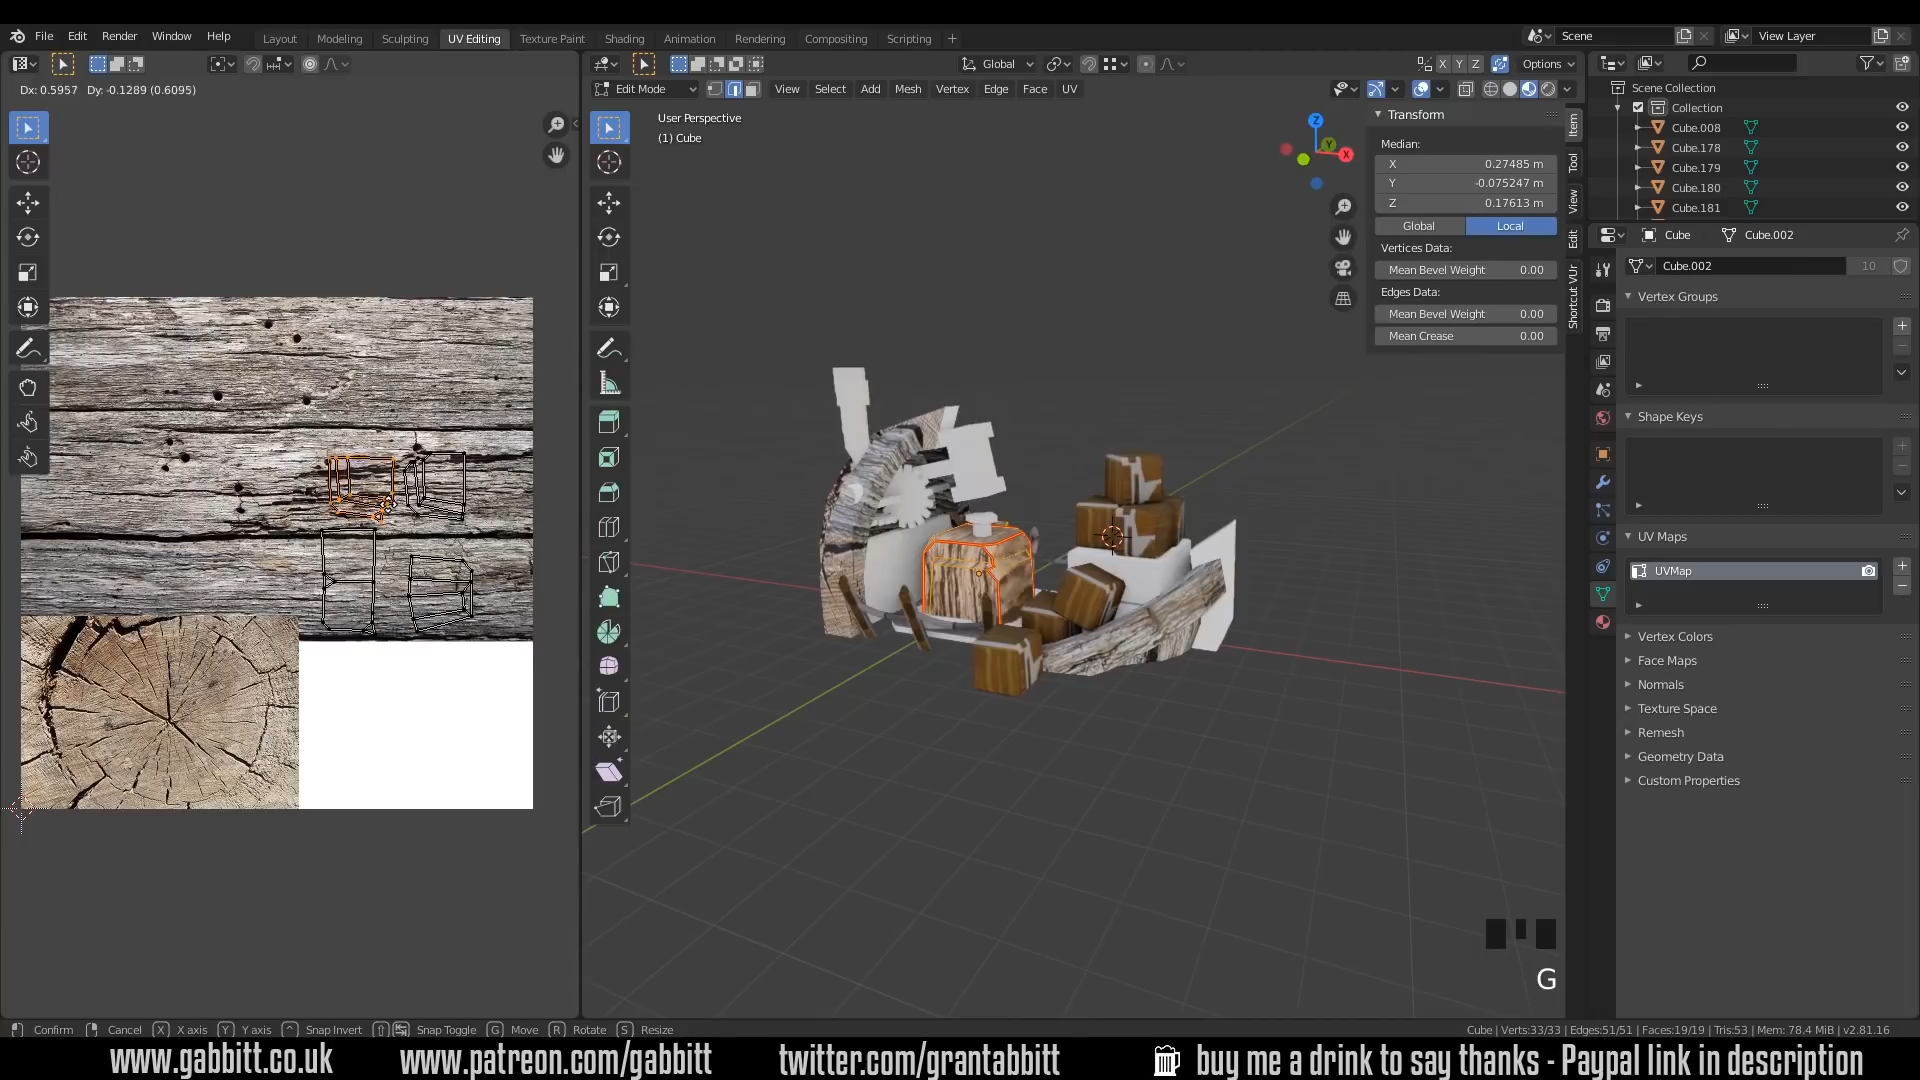 File Edit Render Window Help Layout Modeling Sculpting UV Editing Texture Paint Shading Animation Rendering Compositing Scripting + Scene View Layer
Global X Y Z Options
Dx: 0.5957 Dy: -0.1289 (0.6095) Edit Mode View Select Add Mesh Vertex Edge Face UV
Scene Collection
Collection
Cube.008
Cube.178
Cube.179
Cube.180
Cube.181
User Perspective
(1) Cube
Z
Y
X
Transform
Median:
X 0.27485 m
Y -0.075247 m
Z 0.17613 m
Global Local
Vertices Data:
Mean Bevel Weight 0.00
Edges Data:
Mean Bevel Weight 0.00
Mean Crease 0.00
Item
Tool
View
Edit
Shortcut VUr
Cube Cube.002
Cube.002 10
Vertex Groups
Shape Keys
UV Maps
UVMap
Vertex Colors
Face Maps
Normals
Texture Space
Remesh
Geometry Data
Custom Properties
G
Confirm Cancel X X axis Y Y axis ^ Snap Invert Snap Toggle G Move R Rotate S Resize Cube | Verts:33/33 | Edges:51/51 | Faces:19/19 | Tris:53 | Mem: 78.4 MiB | v2.81.16
www.gabbitt.co.uk www.patreon.com/gabbitt twitter.com/grantabbitt buy me a drink to say thanks - Paypal link in description